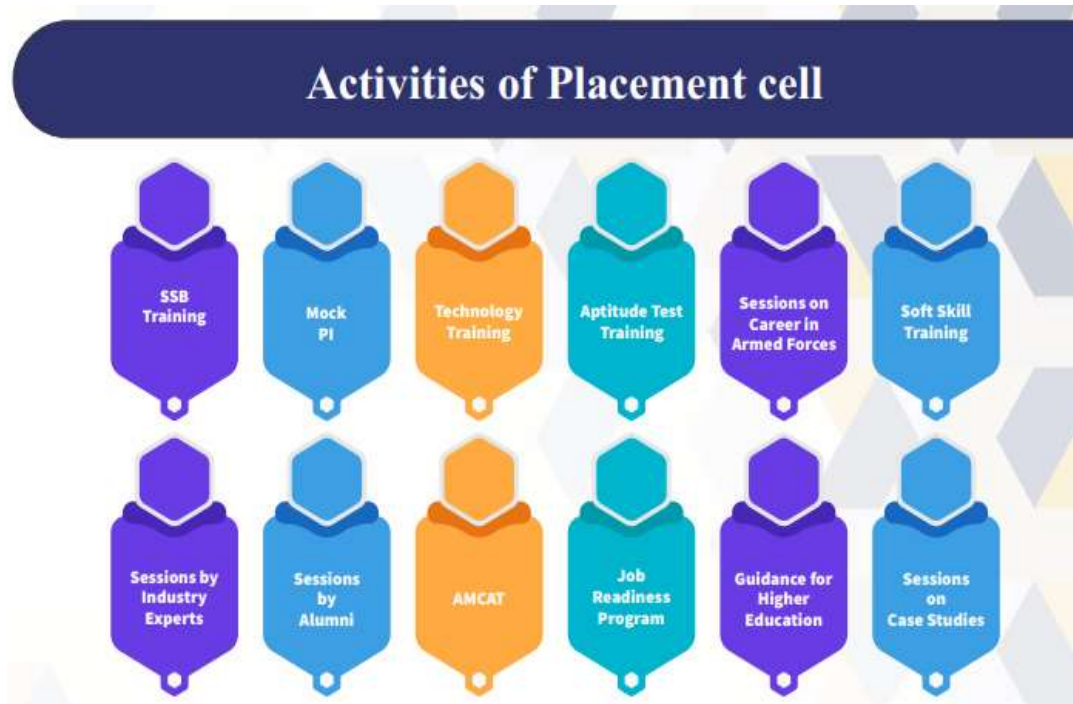 Activities of Placement cell
SSB
Training
Mock
PI
Technology
Training
Aptitude Test
Training
Sessions on
Career in
Armed Forces
Soft Skill
Training
Sessions by
Industry
Experts
Sessions
by
Alumni
AMCAT
Job
Readiness
Program
Guidance for
Higher
Education
Sessions
on
Case Studies